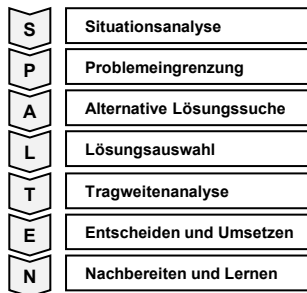 S Situationsanalyse
P Problemeingrenzung
A Alternative Lösungssuche
L Lösungsauswahl
T Tragweitenanalyse
E Entscheiden und Umsetzen
N Nachbereiten und Lernen